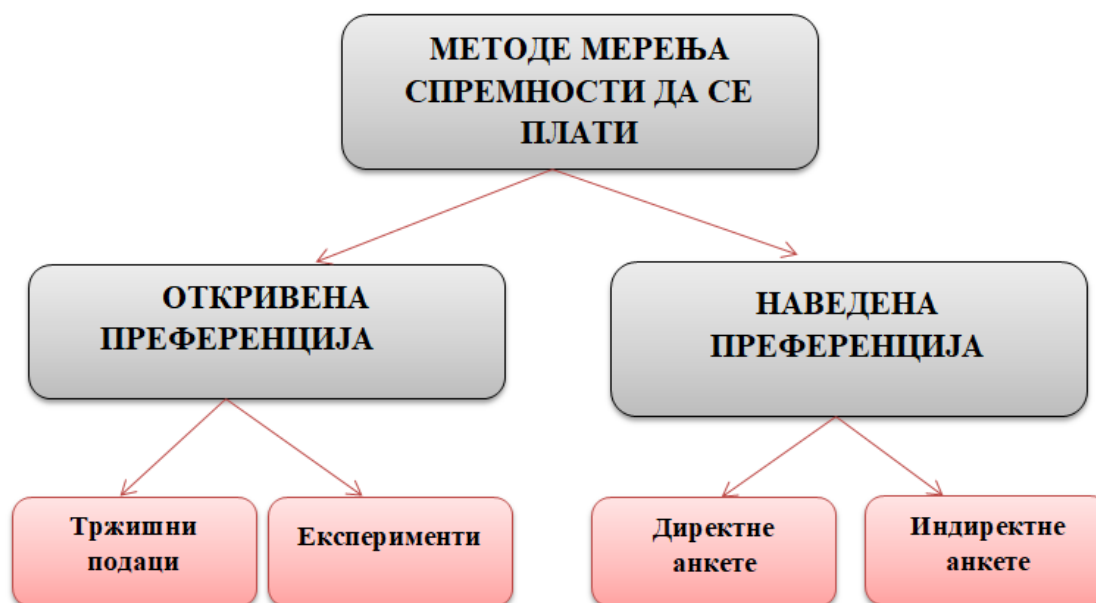 МЕТОДЕ МЕРЕЊА
СПРЕМНОСТИ ДА СЕ
ПЛАТИ
ОТКРИВЕНА
ПРЕФЕРЕНЦИЈА
НАВЕДЕНА
ПРЕФЕРЕНЦИЈА
Тржишни
подаци
Експерименти
Директне
анкете
Индиректне
анкете